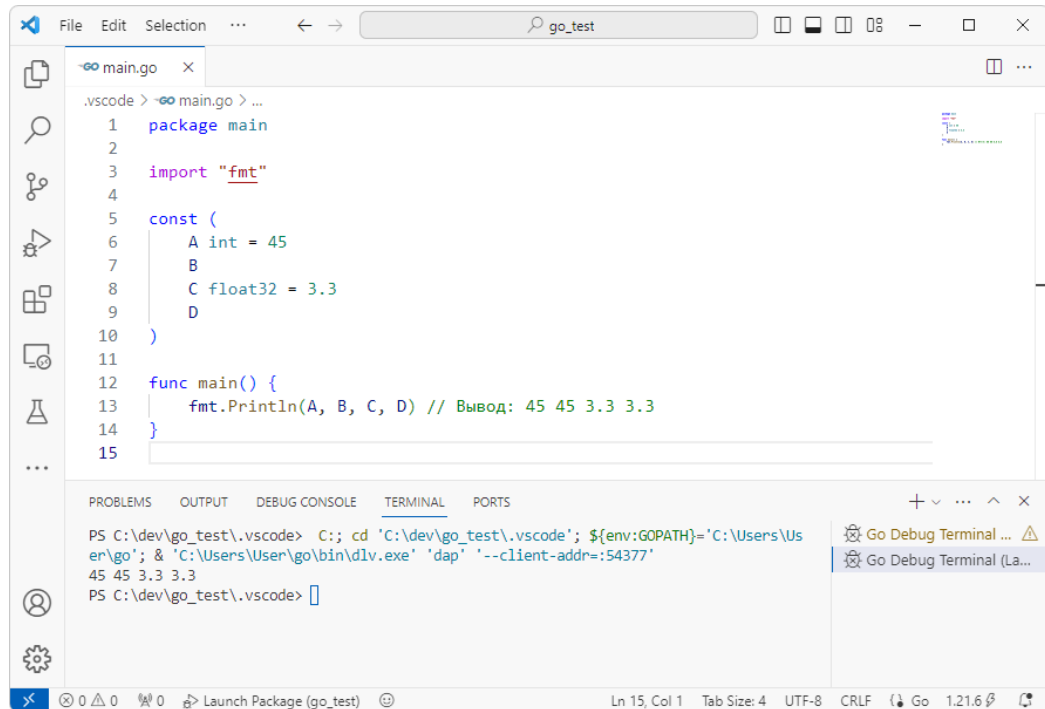 File Edit Selection ··· ← → go_test
GO main.go ×
.vscode > GO main.go > ...
1 package main
2
3 import "fmt"
4
5 const (
6 A int = 45
7 B
8 C float32 = 3.3
9 D
10 )
11
12 func main() {
13 fmt.Println(A, B, C, D) // Вывод: 45 45 3.3 3.3
14 }
15
PROBLEMS OUTPUT DEBUG CONSOLE TERMINAL PORTS
PS C:\dev\go_test\.vscode> C:; cd 'C:\dev\go_test\.vscode'; ${env:GOPATH}='C:\Users\Us
er\go'; & 'C:\Users\User\go\bin\dlv.exe' 'dap' '--client-addr=:54377'
45 45 3.3 3.3
PS C:\dev\go_test\.vscode>
Go Debug Terminal ...
Go Debug Terminal (La...
0 0 0 Launch Package (go_test) Ln 15, Col 1 Tab Size: 4 UTF-8 CRLF Go 1.21.6